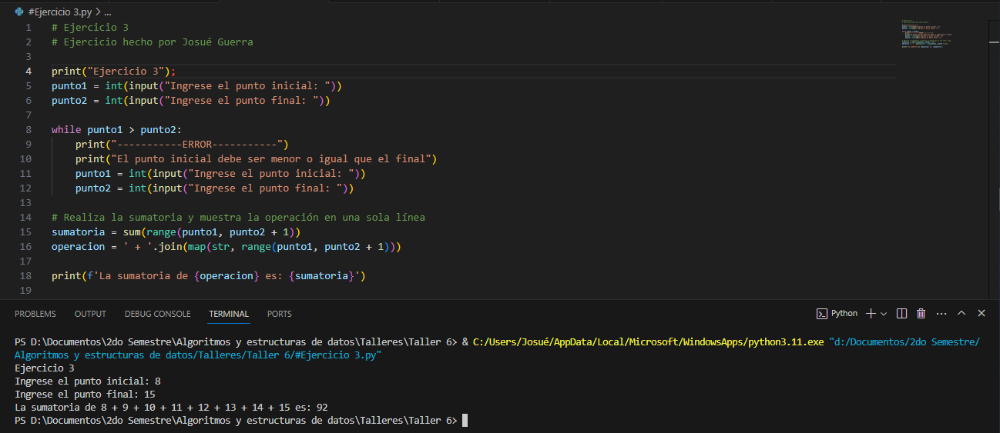 #Ejercicio 3.py > ...
1 # Ejercicio 3
2 # Ejercicio hecho por Josué Guerra
3
4 print("Ejercicio 3");
5 punto1 = int(input("Ingrese el punto inicial: "))
6 punto2 = int(input("Ingrese el punto final: "))
7
8 while punto1 > punto2:
9     print("-----------ERROR-----------")
10     print("El punto inicial debe ser menor o igual que el final")
11     punto1 = int(input("Ingrese el punto inicial: "))
12     punto2 = int(input("Ingrese el punto final: "))
13
14 # Realiza la sumatoria y muestra la operación en una sola línea
15 sumatoria = sum(range(punto1, punto2 + 1))
16 operacion = ' + '.join(map(str, range(punto1, punto2 + 1)))
17
18 print(f'La sumatoria de {operacion} es: {sumatoria}')
19
PROBLEMS OUTPUT DEBUG CONSOLE TERMINAL PORTS Python
PS D:\Documentos\2do Semestre\Algoritmos y estructuras de datos\Talleres\Taller 6> & C:/Users/Josué/AppData/Local/Microsoft/WindowsApps/python3.11.exe "d:/Documentos/2do Semestre/
Algoritmos y estructuras de datos/Talleres/Taller 6/#Ejercicio 3.py"
Ejercicio 3
Ingrese el punto inicial: 8
Ingrese el punto final: 15
La sumatoria de 8 + 9 + 10 + 11 + 12 + 13 + 14 + 15 es: 92
PS D:\Documentos\2do Semestre\Algoritmos y estructuras de datos\Talleres\Taller 6>